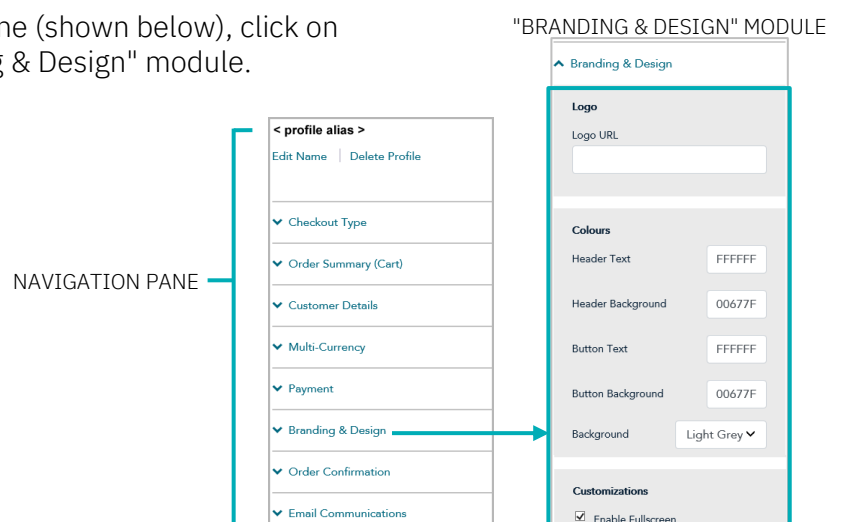 ne (shown below), click on
g & Design" module.
"BRANDING & DESIGN" MODULE
NAVIGATION PANE
< profile alias >
Edit Name | Delete Profile
Checkout Type
Order Summary (Cart)
Customer Details
Multi-Currency
Payment
Branding & Design
Order Confirmation
Email Communications
Branding & Design
Logo
Logo URL
Colours
Header Text FFFFFF
Header Background 00677F
Button Text FFFFFF
Button Background 00677F
Background Light Grey
Customizations
Enable Fullscreen